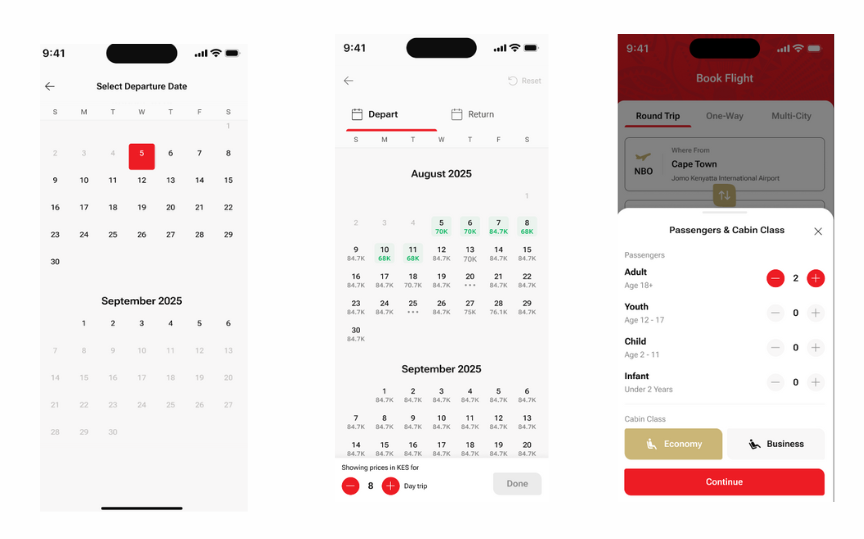 9:41
Select Departure Date
S M T W T F S
1
2 3 4 5 6 7 8
9 10 11 12 13 14 15
16 17 18 19 20 21 22
23 24 25 26 27 28 29
30
September 2025
1 2 3 4 5 6
7 8 9 10 11 12 13
14 15 16 17 18 19 20
21 22 23 24 25 26 27
28 29 30
9:41
Reset
Depart Return
S M T W T F S
August 2025
1
2 3 4 5 6 7 8
70K 70K 84.7K 68K
9 10 11 12 13 14 15
84.7K 68K 68K 84.7K 70K 84.7K 84.7K
16 17 18 19 20 21 22
84.7K 84.7K 70.7K 84.7K ••• 84.7K 84.7K
23 24 25 26 27 28 29
84.7K 84.7K ••• 84.7K 75K 76.1K 84.7K
30
84.7K
September 2025
1 2 3 4 5 6
84.7K 84.7K 84.7K 84.7K 84.7K 84.7K
7 8 9 10 11 12 13
84.7K 84.7K 84.7K 84.7K 84.7K 84.7K 84.7K
14 15 16 17 18 19 20
84.7K 84.7K 84.7K 84.7K 84.7K 84.7K 84.7K
Showing prices in KES for
8 Day trip
Done
9:41
Book Flight
Round Trip One-Way Multi-City
Where From
NBO Cape Town
Jomo Kenyatta International Airport
Passengers & Cabin Class
Passengers
Adult
Age 18+
2
Youth
Age 12 - 17
0
Child
Age 2 - 11
0
Infant
Under 2 Years
0
Cabin Class
Economy Business
Continue